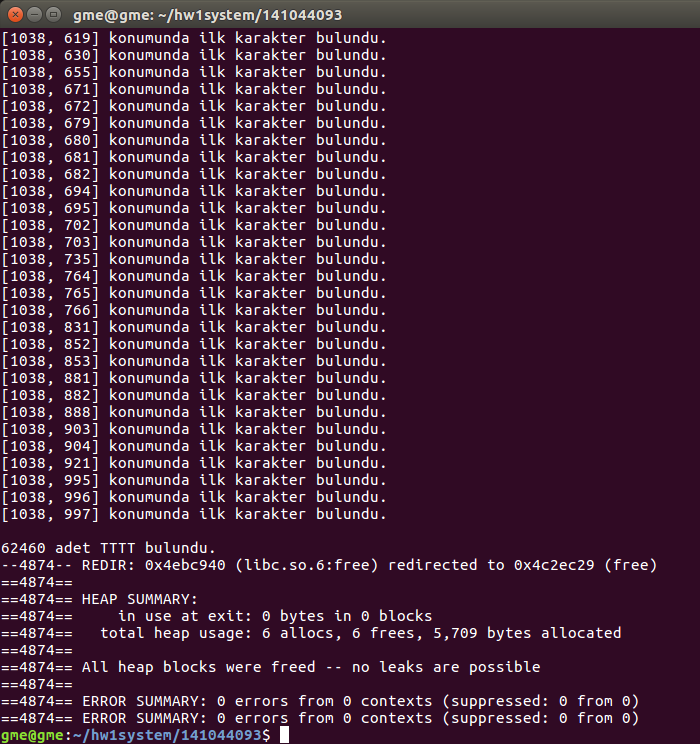 gme@gme: ~/hw1system/141044093
[1038, 619] konumunda ilk karakter bulundu.
[1038, 630] konumunda ilk karakter bulundu.
[1038, 655] konumunda ilk karakter bulundu.
[1038, 671] konumunda ilk karakter bulundu.
[1038, 672] konumunda ilk karakter bulundu.
[1038, 679] konumunda ilk karakter bulundu.
[1038, 680] konumunda ilk karakter bulundu.
[1038, 681] konumunda ilk karakter bulundu.
[1038, 682] konumunda ilk karakter bulundu.
[1038, 694] konumunda ilk karakter bulundu.
[1038, 695] konumunda ilk karakter bulundu.
[1038, 702] konumunda ilk karakter bulundu.
[1038, 703] konumunda ilk karakter bulundu.
[1038, 735] konumunda ilk karakter bulundu.
[1038, 764] konumunda ilk karakter bulundu.
[1038, 765] konumunda ilk karakter bulundu.
[1038, 766] konumunda ilk karakter bulundu.
[1038, 831] konumunda ilk karakter bulundu.
[1038, 852] konumunda ilk karakter bulundu.
[1038, 853] konumunda ilk karakter bulundu.
[1038, 881] konumunda ilk karakter bulundu.
[1038, 882] konumunda ilk karakter bulundu.
[1038, 888] konumunda ilk karakter bulundu.
[1038, 903] konumunda ilk karakter bulundu.
[1038, 904] konumunda ilk karakter bulundu.
[1038, 921] konumunda ilk karakter bulundu.
[1038, 995] konumunda ilk karakter bulundu.
[1038, 996] konumunda ilk karakter bulundu.
[1038, 997] konumunda ilk karakter bulundu.

62460 adet TTTT bulundu.
--4874-- REDIR: 0x4ebc940 (libc.so.6:free) redirected to 0x4c2ec29 (free)
==4874==
==4874== HEAP SUMMARY:
==4874==     in use at exit: 0 bytes in 0 blocks
==4874==   total heap usage: 6 allocs, 6 frees, 5,709 bytes allocated
==4874==
==4874== All heap blocks were freed -- no leaks are possible
==4874==
==4874== ERROR SUMMARY: 0 errors from 0 contexts (suppressed: 0 from 0)
==4874== ERROR SUMMARY: 0 errors from 0 contexts (suppressed: 0 from 0)
gme@gme:~/hw1system/141044093$